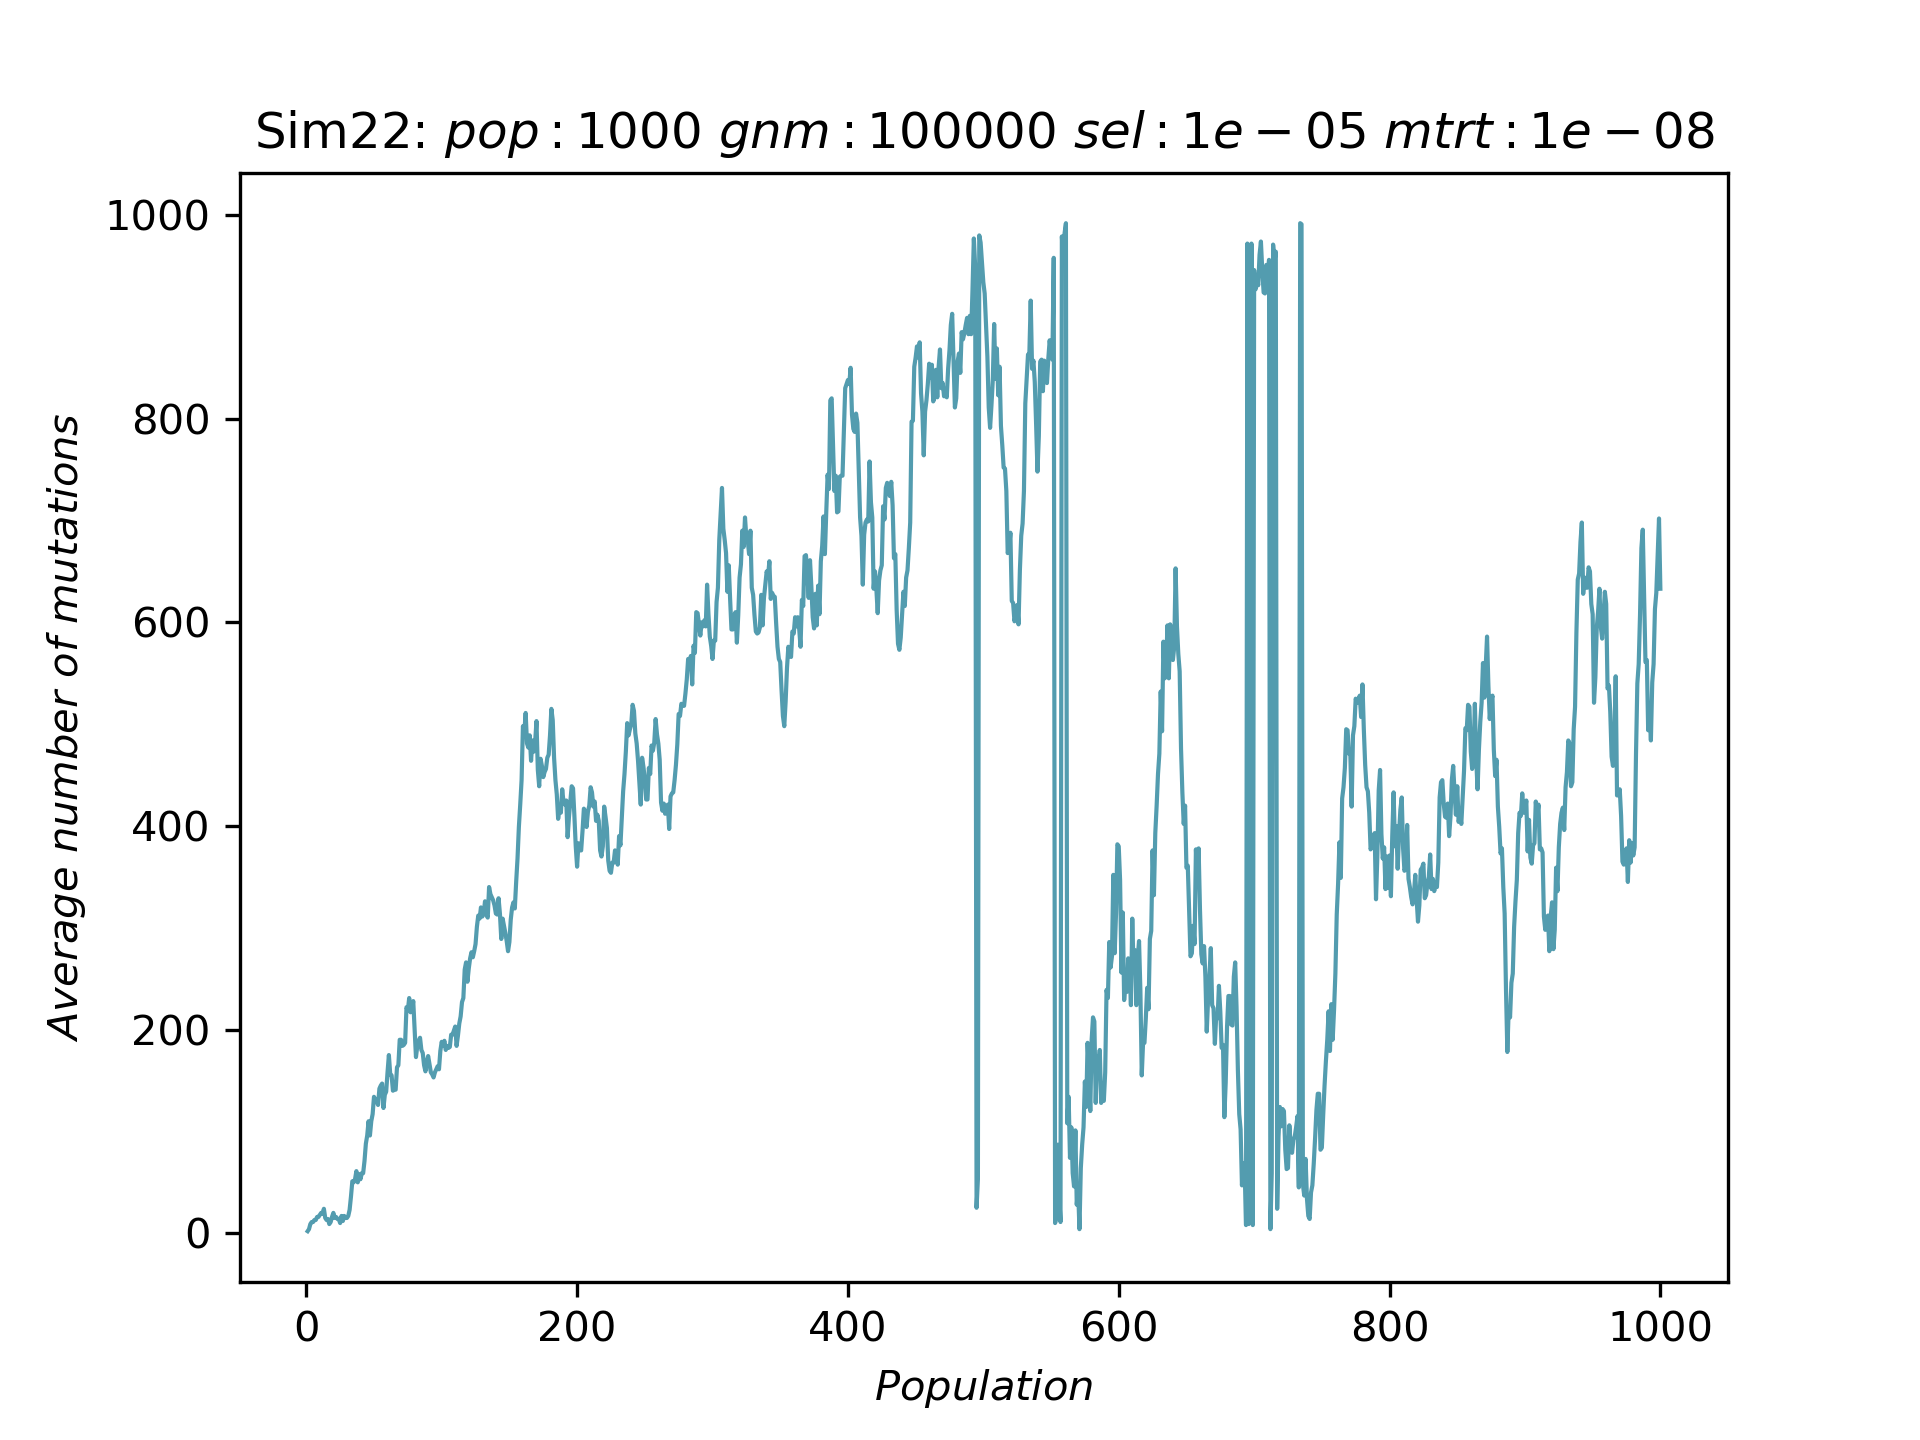 Sim22: pop : 1000 gnm : 100000 sel : 1e − 05 mtrt : 1e − 08
1000
800
600
400
200
0
Average number of mutations
0 200 400 600 800 1000
Population